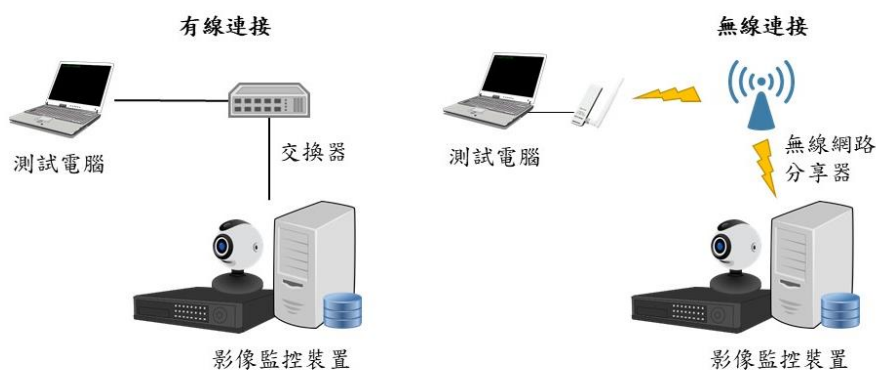 有線連接
測試電腦
交換器
影像監控裝置
無線連接
測試電腦
無線網路
分享器
影像監控裝置